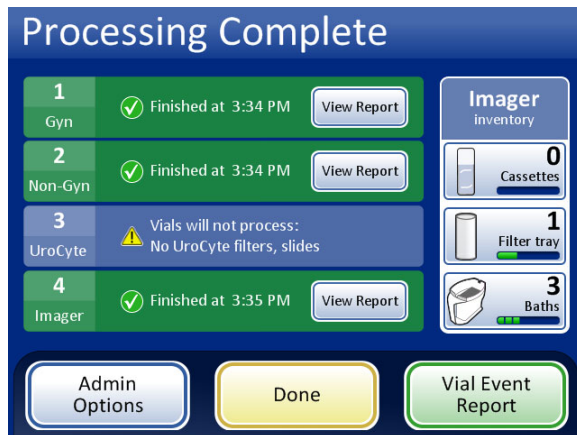 Processing Complete
1
Gyn
Finished at 3:34 PM
View Report
2
Non-Gyn
Finished at 3:34 PM
View Report
3
UroCyte
Vials will not process:
No UroCyte filters, slides
4
Imager
Finished at 3:35 PM
View Report
Imager
inventory
0
Cassettes
1
Filter tray
3
Baths
Admin
Options
Done
Vial Event
Report